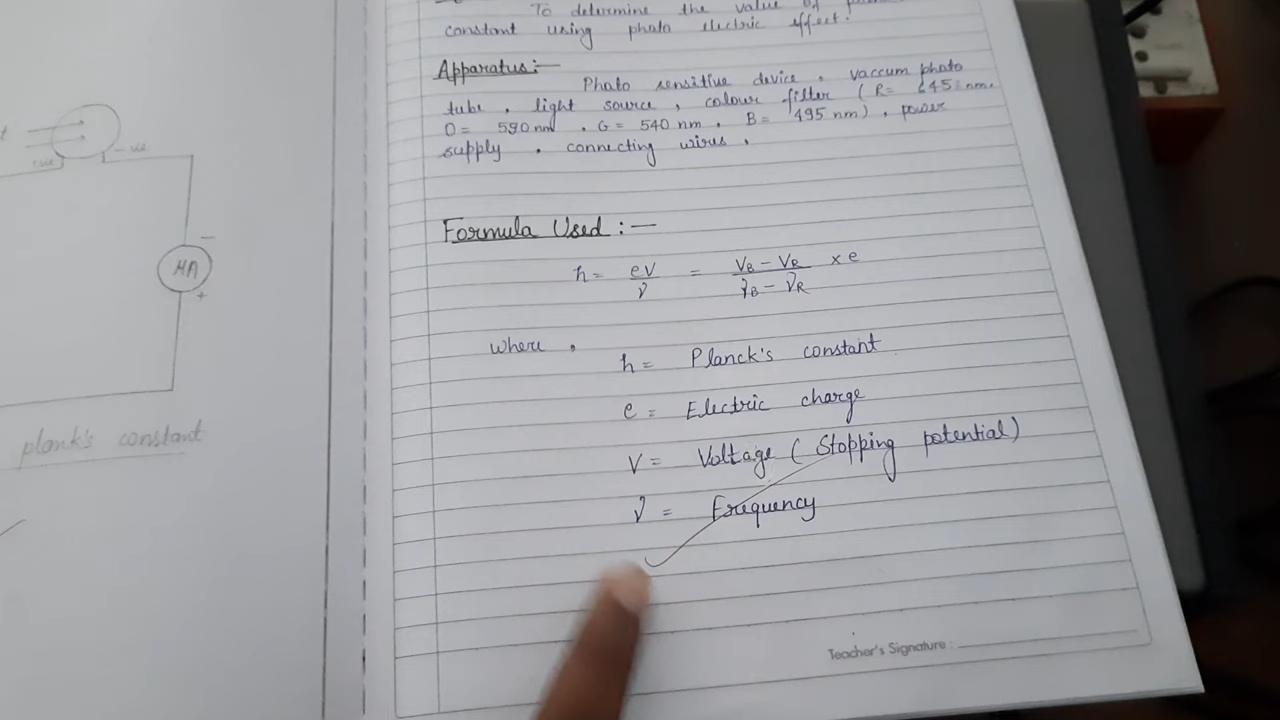 To determine the value of
constant using photo electric effect.
Apparatus :—
Photo sensitive device, vaccum photo
tube, light source, colour filter (R= 645 nm,
O= 590 nm, G= 540 nm, B= 495 nm), power
supply, connecting wires.
Formula Used :—
h = eV/ν = (VB − VR)/(νB − νR) × e
where,
h = Planck's constant
e = Electric charge
V = Voltage ( Stopping potential)
ν = Frequency
Teacher's Signature :
-ve
−
+
plank's constant